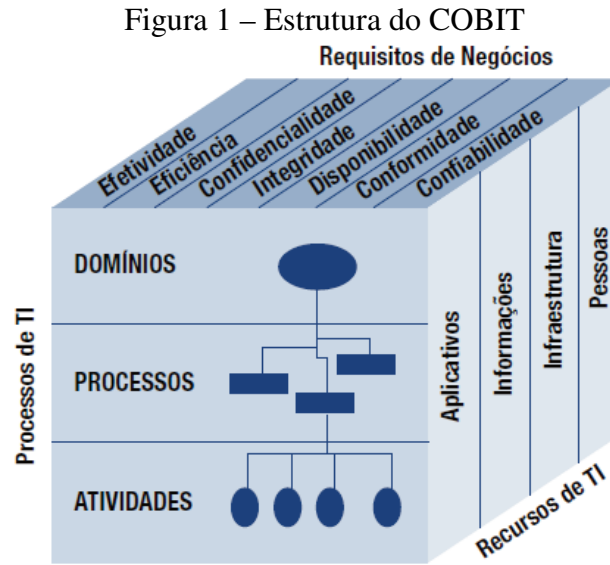 Figura 1 – Estrutura do COBIT
Requisitos de Negócios
Efetividade
Eficiência
Confidencialidade
Integridade
Disponibilidade
Conformidade
Confiabilidade
Processos de TI
DOMÍNIOS
PROCESSOS
ATIVIDADES
Aplicativos
Informações
Infraestrutura
Pessoas
Recursos de TI